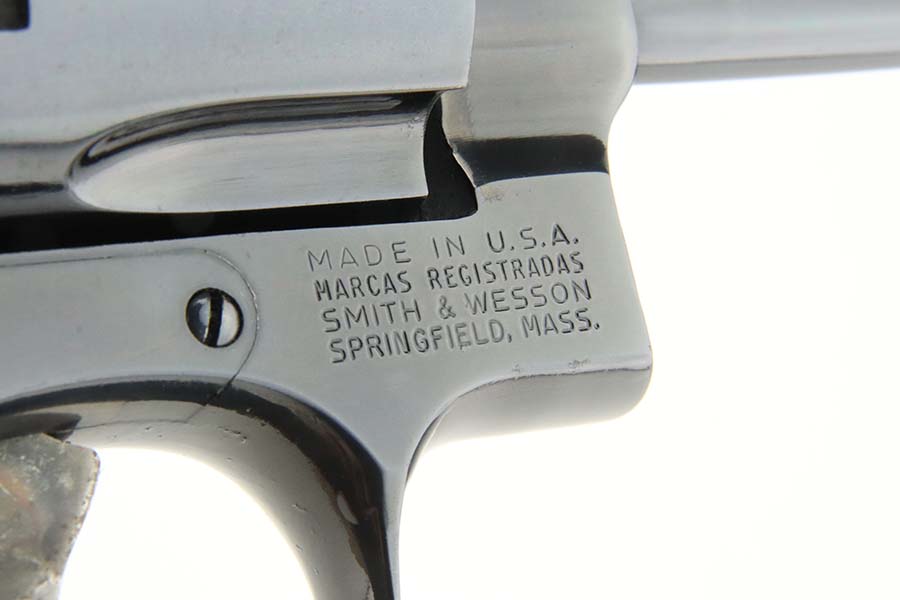 MADE IN U.S.A.
MARCAS REGISTRADAS
SMITH & WESSON
SPRINGFIELD, MASS.